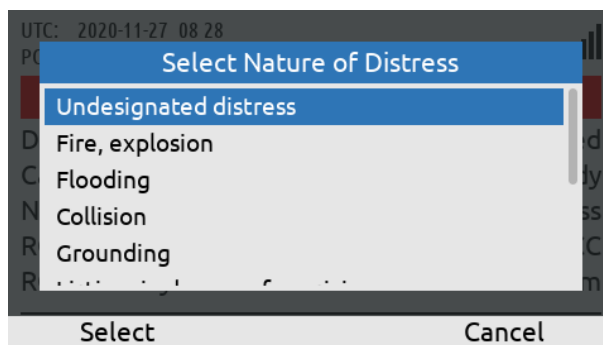 UTC: 2020-11-27 08 28
Select Nature of Distress
Undesignated distress
Fire, explosion
Flooding
Collision
Grounding
Select Cancel